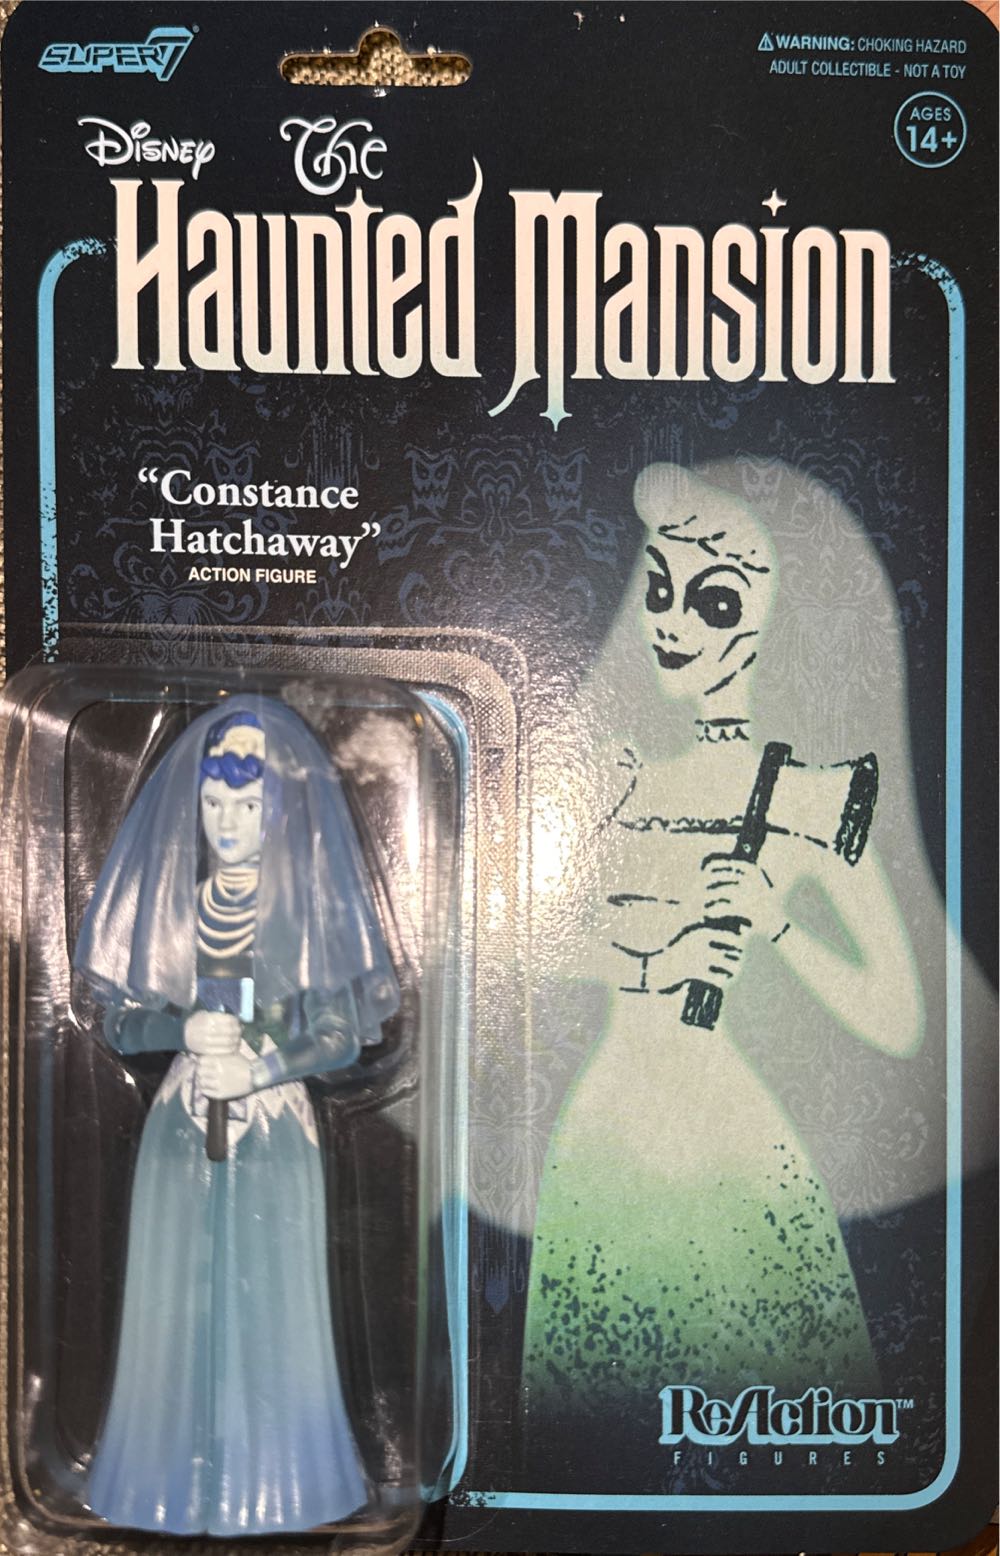 SUPER7®
⚠WARNING: CHOKING HAZARD
ADULT COLLECTIBLE - NOT A TOY
AGES
14+
Disney The
Haunted Mansion
“Constance
Hatchaway”
ACTION FIGURE
ReAction™
FIGURES